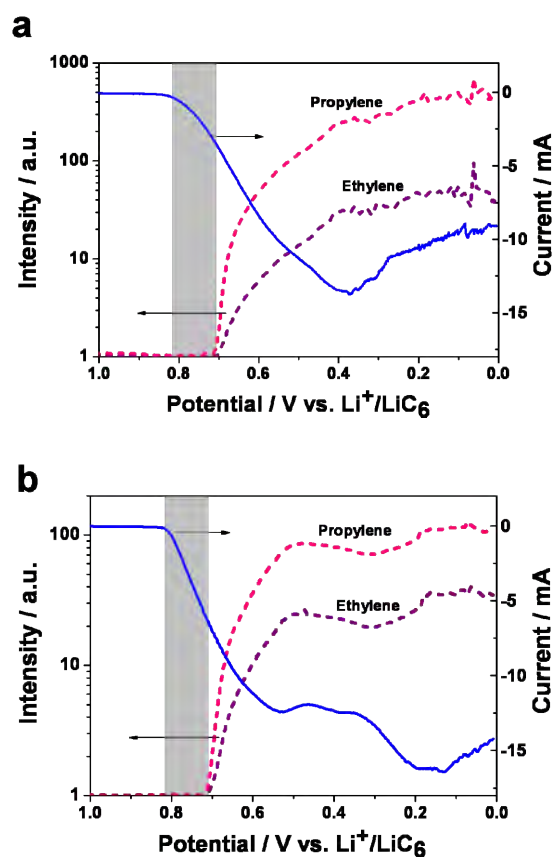 a
1000
100
10
1
Intensity / a.u.
Propylene
Ethylene
0
-5
-10
-15
Current / mA
1.0 0.8 0.6 0.4 0.2 0.0
Potential / V vs. Li⁺/LiC₆
b
100
10
1
Intensity / a.u.
Propylene
Ethylene
0
-5
-10
-15
Current / mA
1.0 0.8 0.6 0.4 0.2 0.0
Potential / V vs. Li⁺/LiC₆